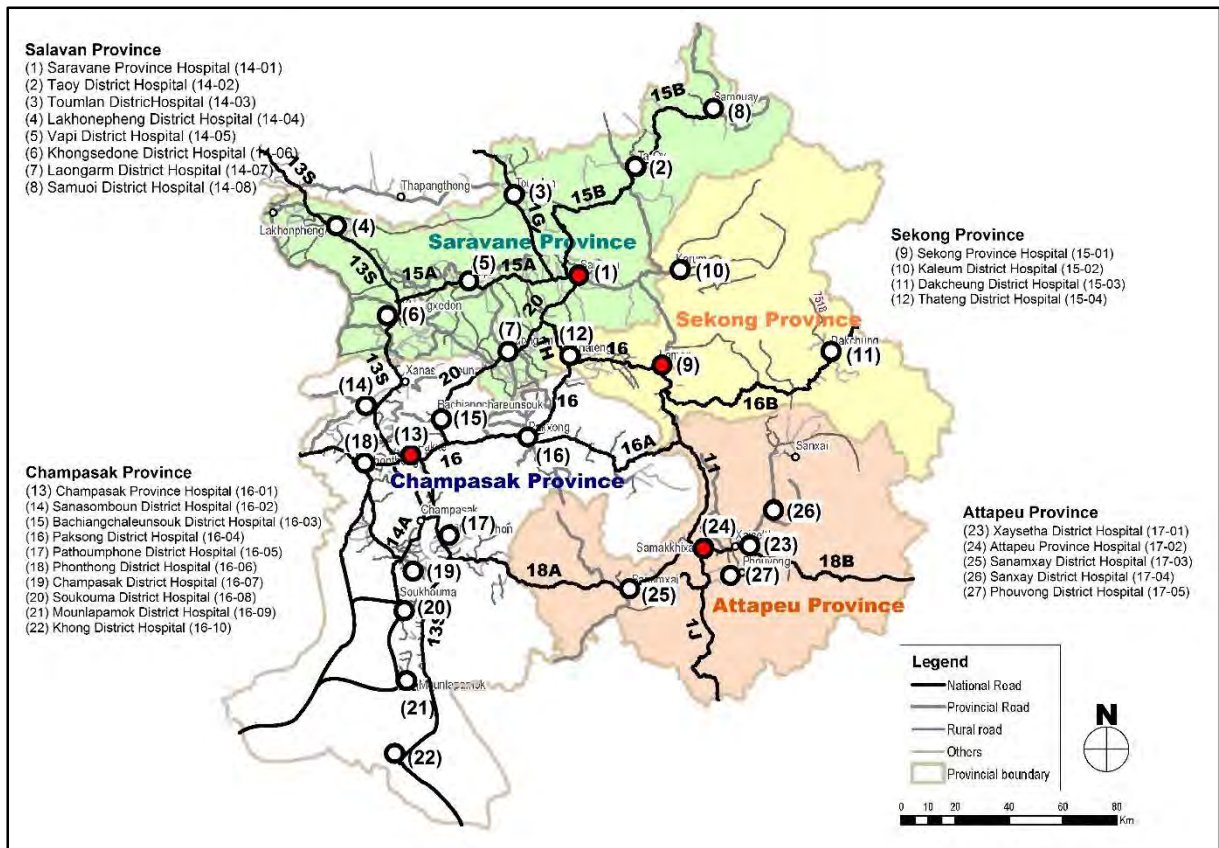 Salavan Province
(1) Saravane Province Hospital (14-01)
(2) Taoy District Hospital (14-02)
(3) Toumlan DistricHospital (14-03)
(4) Lakhonepheng District Hospital (14-04)
(5) Vapi District Hospital (14-05)
(6) Khongsedone District Hospital (14-06)
(7) Laongarm District Hospital (14-07)
(8) Samuoi District Hospital (14-08)
Sekong Province
(9) Sekong Province Hospital (15-01)
(10) Kaleum District Hospital (15-02)
(11) Dakcheung District Hospital (15-03)
(12) Thateng District Hospital (15-04)
Champasak Province
(13) Champasak Province Hospital (16-01)
(14) Sanasomboun District Hospital (16-02)
(15) Bachiangchaleunsouk District Hospital (16-03)
(16) Paksong District Hospital (16-04)
(17) Pathoumphone District Hospital (16-05)
(18) Phonthong District Hospital (16-06)
(19) Champasak District Hospital (16-07)
(20) Soukouma District Hospital (16-08)
(21) Mounlapamok District Hospital (16-09)
(22) Khong District Hospital (16-10)
Attapeu Province
(23) Xaysetha District Hospital (17-01)
(24) Attapeu Province Hospital (17-02)
(25) Sanamxay District Hospital (17-03)
(26) Sanxay District Hospital (17-04)
(27) Phouvong District Hospital (17-05)
15B
Samouay
(8)
13S
Thapangthong
(2)
(3)
15B
1G
Lakhonpheng
(4)
Saravane Province
13S
15A
(5)
15A
(1)
(10)
Sekong Province
7518
(6)
20
(7)
1H
(12)
16
(9)
Dakchung
(11)
13S
20
16
16B
(14)
Bachiangchareunsouk
(15)
(13)
16
(16)
16A
Sanxai
(18)
Champasak Province
11
Champasak
(17)
(26)
14A
(24)
Samakkhixai
(23)
(19)
18A
(25)
Phouvong
(27)
18B
Soukhouma
(20)
13S
Attapeu Province
1J
Mounlapamok
(21)
(22)
Legend
National Road
Provincial Road
Rural road
Others
Provincial boundary
N
0 10 20 40 60 80
Km